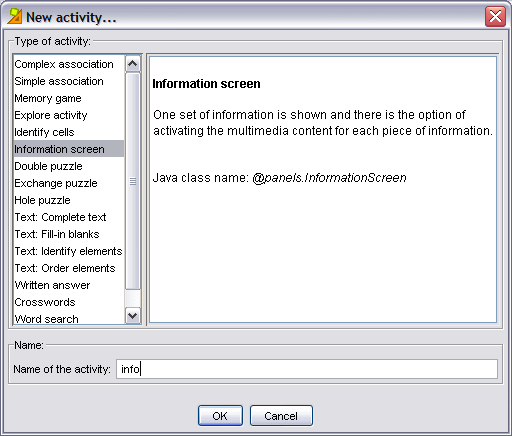 New activity...
Type of activity:
Complex association
Simple association
Memory game
Explore activity
Identify cells
Information screen
Double puzzle
Exchange puzzle
Hole puzzle
Text: Complete text
Text: Fill-in blanks
Text: Identify elements
Text: Order elements
Written answer
Crosswords
Word search
Information screen
One set of information is shown and there is the option of
activating the multimedia content for each piece of information.
Java class name: @panels.InformationScreen
Name:
Name of the activity: info
OK Cancel